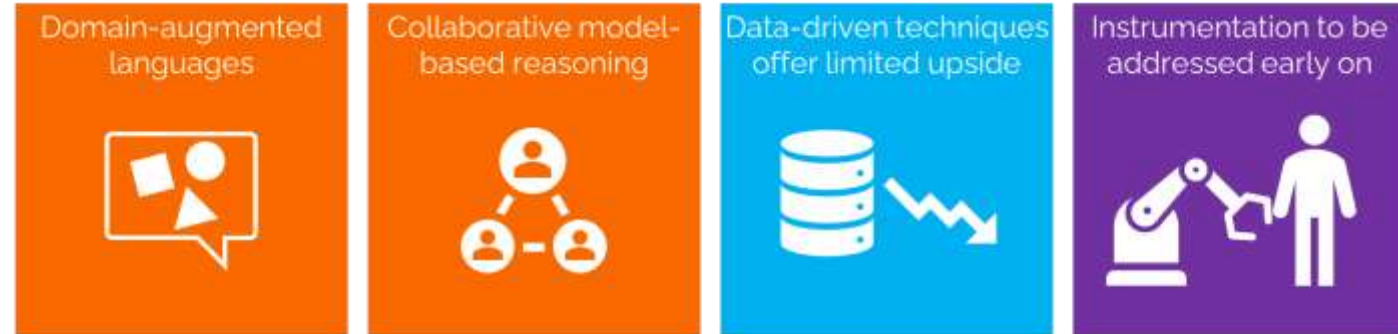 Domain-augmented
languages
Collaborative model-
based reasoning
Data-driven techniques
offer limited upside
Instrumentation to be
addressed early on